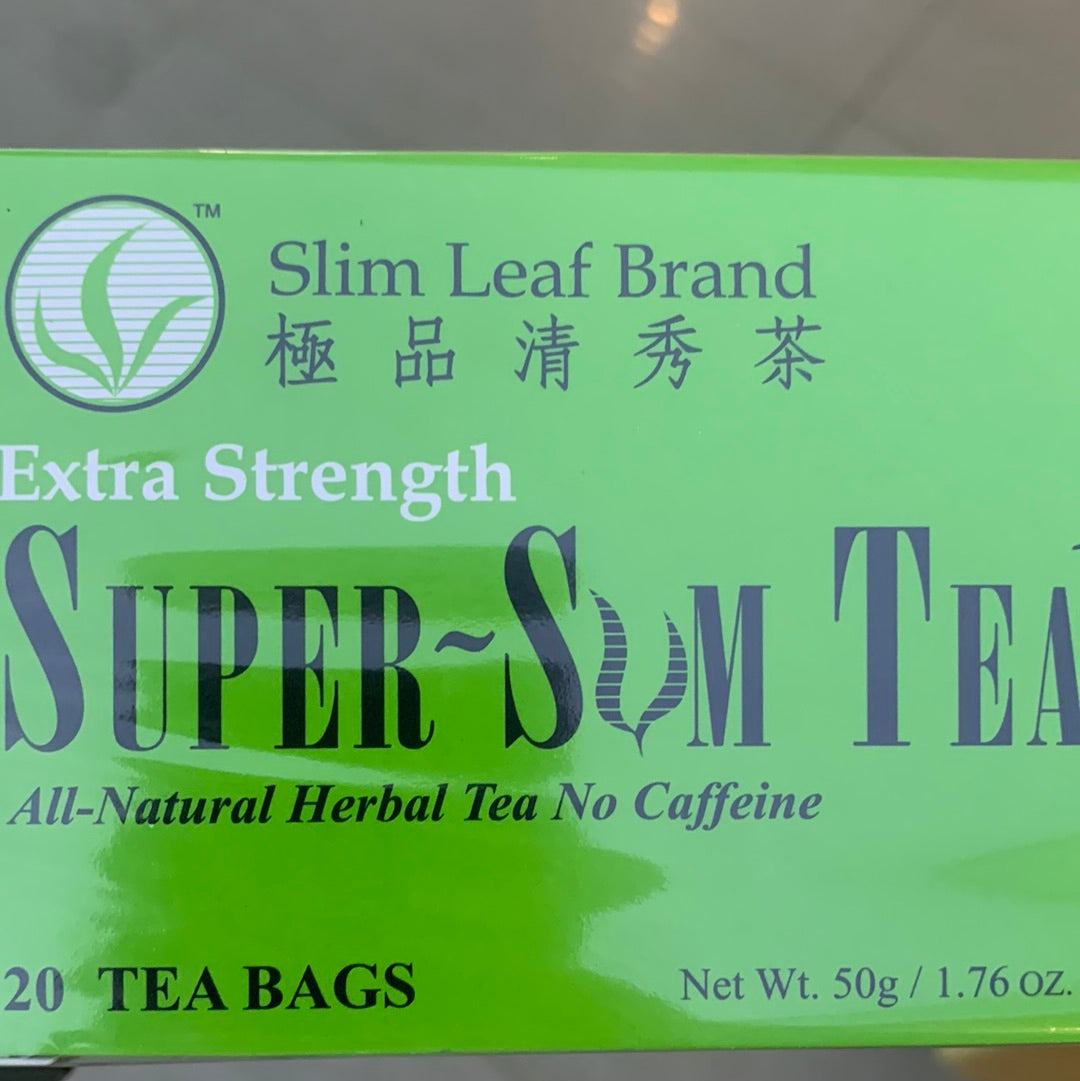 TM
Slim Leaf Brand
極品清秀茶
Extra Strength
SUPER~SLIM TEA
All-Natural Herbal Tea No Caffeine
20 TEA BAGS
Net Wt. 50g / 1.76 OZ.